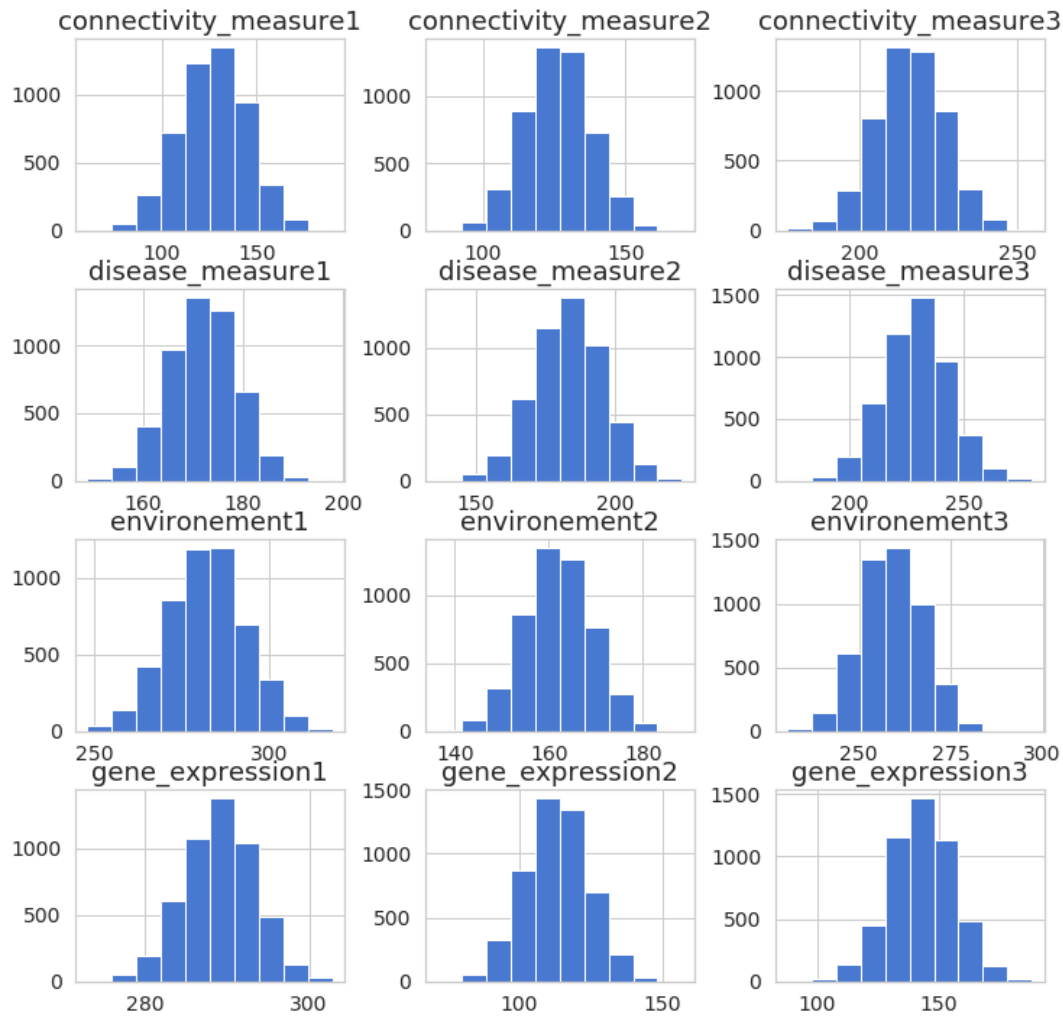 connectivity_measure1 connectivity_measure2 connectivity_measure3
1000 1000 1000
500 500 500
0 0 0
100 150 100 150 200 250
disease_measure1 disease_measure2 disease_measure3
1000 1000 1500
500 500 1000
0 0 500
0
160 180 200 150 200 200 250
environement1 environement2 environement3
1000 1000 1500
500 500 1000
0 0 500
0
250 300 140 160 180 250 275 300
gene_expression1 gene_expression2 gene_expression3
1000 1500 1500
500 1000 1000
0 500 500
0 0
280 300 100 150 100 150